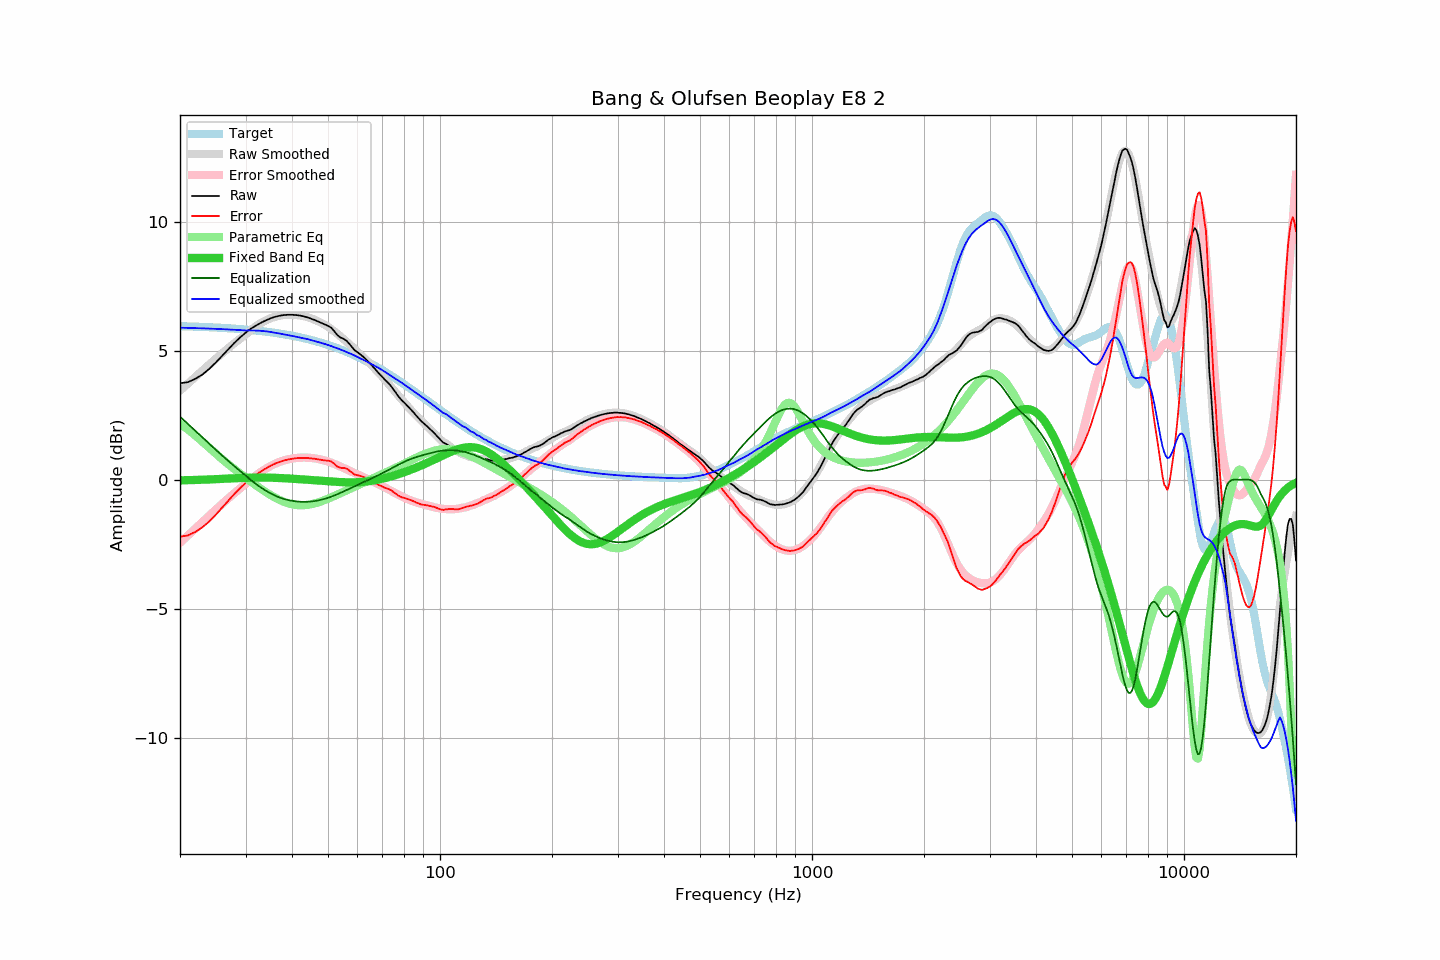 Bang & Olufsen Beoplay E8 2
Target
Raw Smoothed
Error Smoothed
Raw
Error
Parametric Eq
Fixed Band Eq
Equalization
Equalized smoothed
10
5
0
−5
−10
Amplitude (dBr)
100
1000
10000
Frequency (Hz)